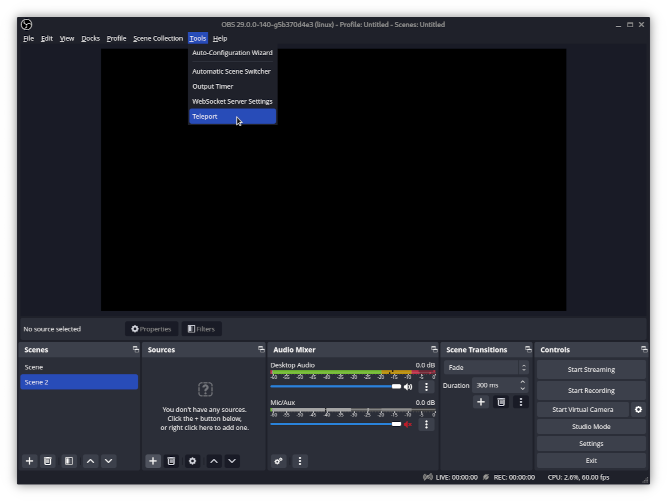 OBS 29.0.0-140-g5b370d4e3 (linux) - Profile: Untitled - Scenes: Untitled
File Edit View Docks Profile Scene Collection Tools Help
Auto-Configuration Wizard
Automatic Scene Switcher
Output Timer
WebSocket Server Settings
Teleport
No source selected
Properties
Filters
Scenes
Scene
Scene 2
Sources
You don't have any sources.
Click the + button below,
or right click here to add one.
Audio Mixer
Desktop Audio 0.0 dB
-60 -55 -50 -45 -40 -35 -30 -25 -20 -15 -10 -5 0
Mic/Aux 0.0 dB
-60 -55 -50 -45 -40 -35 -30 -25 -20 -15 -10 -5 0
Scene Transitions
Fade
Duration 300 ms
Controls
Start Streaming
Start Recording
Start Virtual Camera
Studio Mode
Settings
Exit
LIVE: 00:00:00 REC: 00:00:00 CPU: 2.6%, 60.00 fps